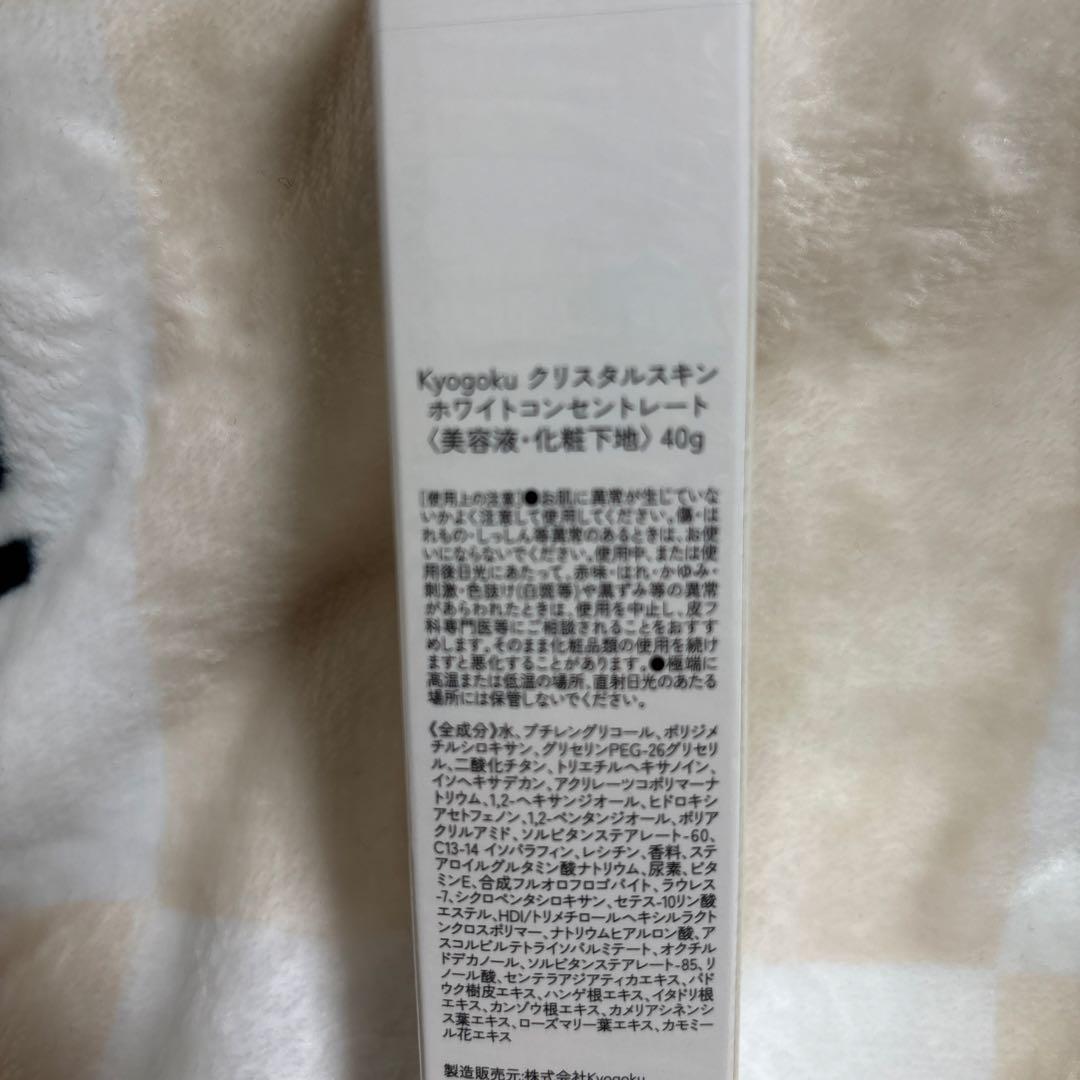 Kyogoku クリスタルスキン
ホワイトコンセントレート
〈美容液・化粧下地〉40g
[使用上の注意]●お肌に異常が生じていな
いかよく注意して使用してください。傷・は
れもの・しっしん等異常のあるときは、お使
いにならないでください。使用中、または使
用後日光にあたって、赤味・はれ・かゆみ・
刺激・色抜け(白斑等)や黒ずみ等の異常
があらわれたときは、使用を中止し、皮フ
科専門医等にご相談されることをおすす
めします。そのまま化粧品類の使用を続け
ますと悪化することがあります。●極端に
高温または低温の場所、直射日光のあたる
場所には保管しないでください。
《全成分》水、ブチレングリコール、ポリジメ
チルシロキサン、グリセリンPEG-26グリセリ
ル、二酸化チタン、トリエチルヘキサノイン、
イソヘキサデカン、アクリレーツコポリマーナ
トリウム、1,2-ヘキサンジオール、ヒドロキシ
アセトフェノン、1,2-ペンタンジオール、ポリア
クリルアミド、ソルビタンステアレート-60、
C13-14 イソパラフィン、レシチン、香料、ステ
アロイルグルタミン酸ナトリウム、尿素、ビタ
ミンE、合成フルオロフロゴパイト、ラウレス
-7、シクロペンタシロキサン、セテス-10リン酸
エステル、HDI/トリメチロールヘキシルラクト
ンクロスポリマー、ナトリウムヒアルロン酸、ア
スコルビルテトライソパルミテート、オクチル
ドデカノール、ソルビタンステアレート-85、リ
ノール酸、センテラアジアティカエキス、パド
ウク樹皮エキス、ハンゲ根エキス、イタドリ根
エキス、カンゾウ根エキス、カメリアシネンシ
ス葉エキス、ローズマリー葉エキス、カモミー
ル花エキス
製造販売元:株式会社Kyogoku